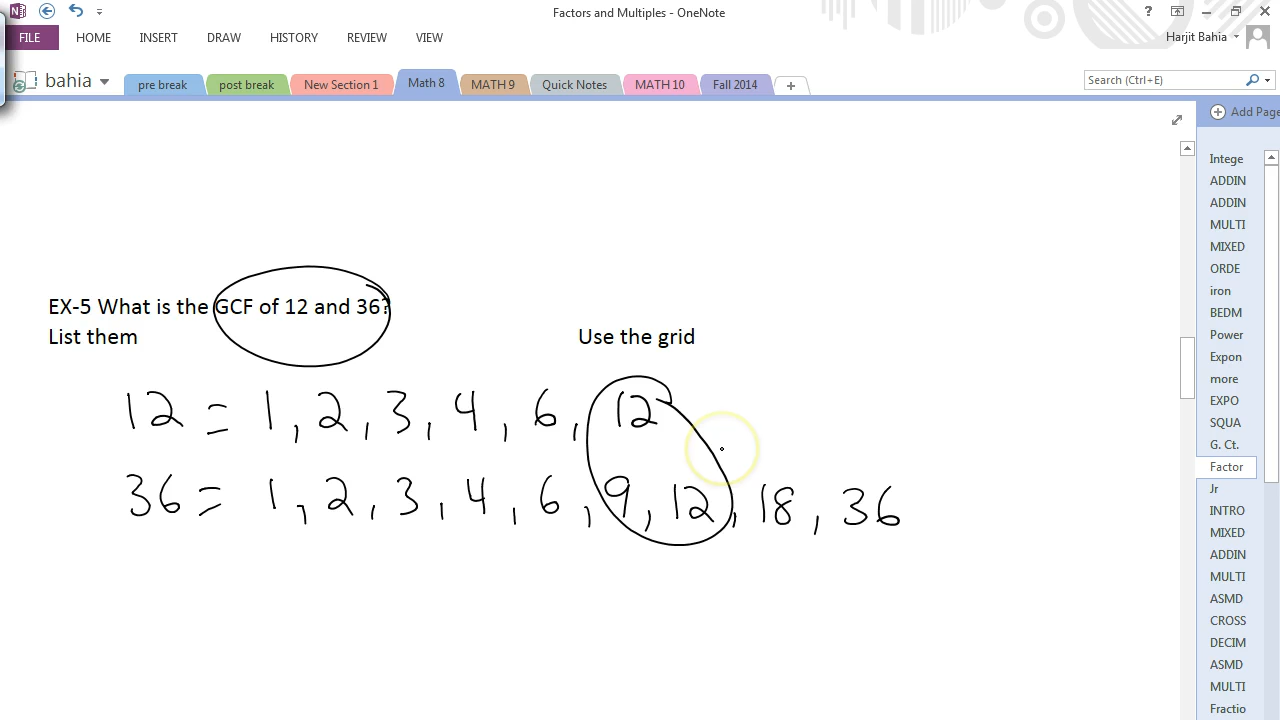 Factors and Multiples - OneNote
?
FILE HOME INSERT DRAW HISTORY REVIEW VIEW
Harjit Bahia
bahia
pre break post break New Section 1 Math 8 MATH 9 Quick Notes MATH 10 Fall 2014
Search (Ctrl+E)
Add Page
EX-5 What is the GCF of 12 and 36?
List them
Use the grid
12 = 1, 2, 3, 4, 6, 12
36 = 1, 2, 3, 4, 6, 9, 12, 18, 36
Intege
ADDIN
ADDIN
MULTI
MIXED
ORDE
iron
BEDM
Power
Expon
more
EXPO
SQUA
G. Ct.
Factor
Jr
INTRO
MIXED
ADDIN
MULTI
ASMD
CROSS
DECIM
ASMD
MULTI
Fractio